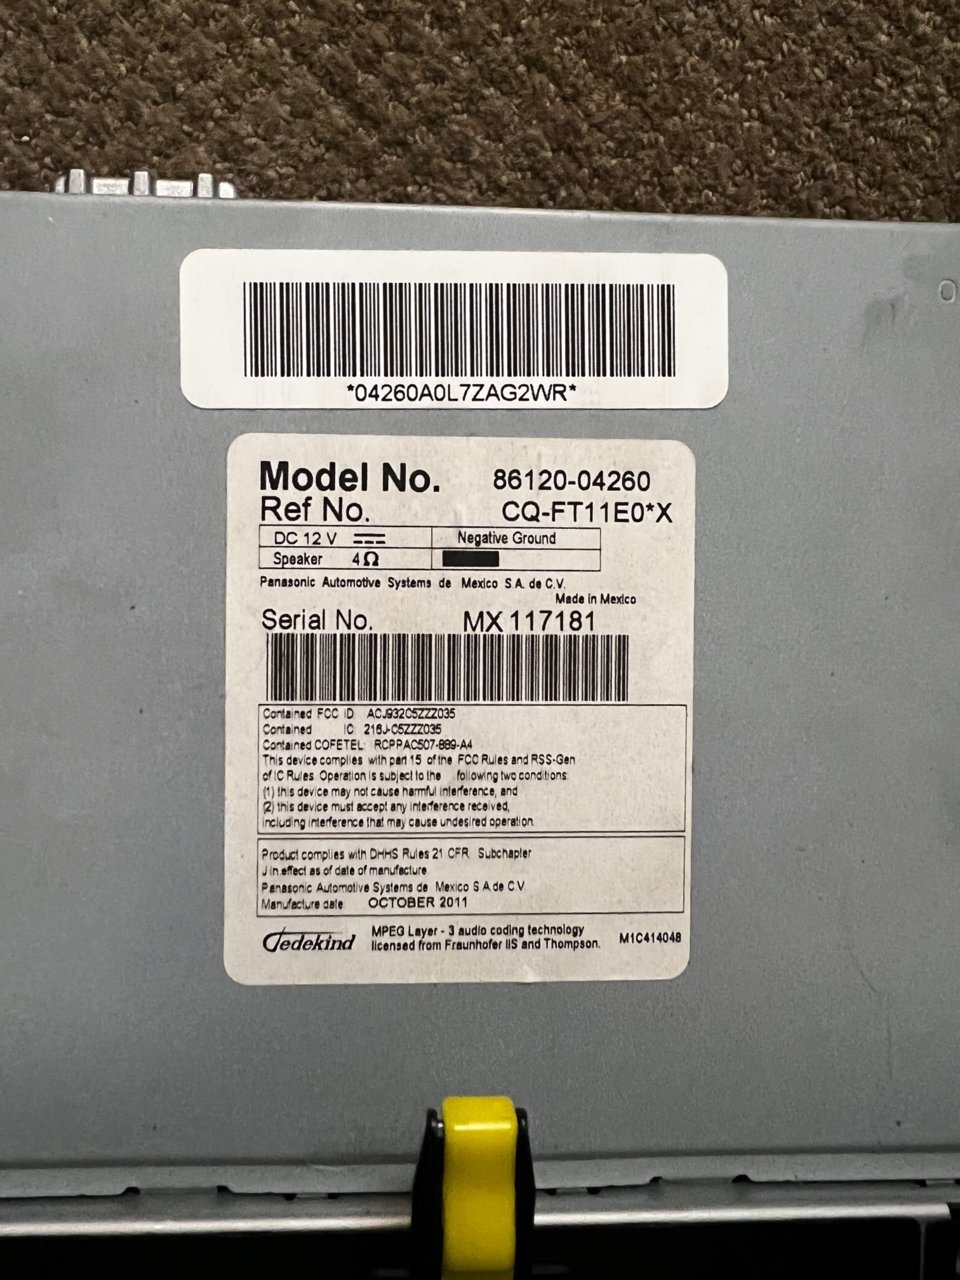 *04260A0L7ZAG2WR*
Model No. 86120-04260
Ref No. CQ-FT11E0*X
DC 12 V Negative Ground
Speaker 4Ω
Panasonic Automotive Systems de Mexico S.A. de C.V.
Made in Mexico
Serial No. MX 117181
Contained FCC ID ACJ932C5ZZZ035
Contained IC 216J-C5ZZZ035
Contained COFETEL: RCPPAC507-889-A4
This device complies with part 15 of the FCC Rules and RSS-Gen
of IC Rules. Operation is subject to the following two conditions:
(1) this device may not cause harmful interference, and
(2) this device must accept any interference received,
including interference that may cause undesired operation.
Product complies with DHHS Rules 21 CFR Subchapter
J in effect as of date of manufacture.
Panasonic Automotive Systems de Mexico S.A de C.V
Manufacture date OCTOBER 2011
Jedekind MPEG Layer - 3 audio coding technology
licensed from Fraunhofer IIS and Thompson. M1C414048